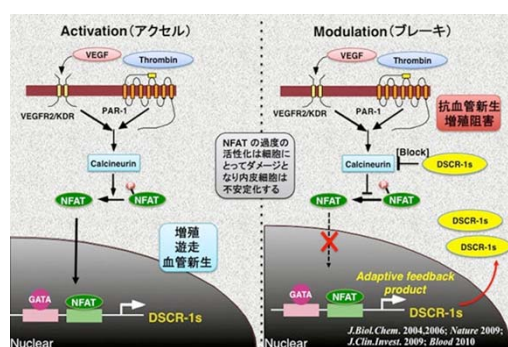 Activation(アクセル)
VEGF
Thrombin
VEGFR2/KDR
PAR-1
Calcineurin
NFAT
NFAT
増殖
遊走
血管新生
GATA
NFAT
DSCR-1s
Nuclear
NFATの過度の
活性化は細胞に
とってダメージと
なり内皮細胞は
不安定化する
Modulation(ブレーキ)
VEGF
Thrombin
VEGFR2/KDR
PAR-1
抗血管新生
増殖阻害
[Block]
Calcineurin
DSCR-1s
NFAT
NFAT
DSCR-1s
DSCR-1s
Adaptive feedback
product
GATA
NFAT
DSCR-1s
J.Biol.Chem. 2004,2006; Nature 2009;
J.Clin.Invest. 2009; Blood 2010
Nuclear